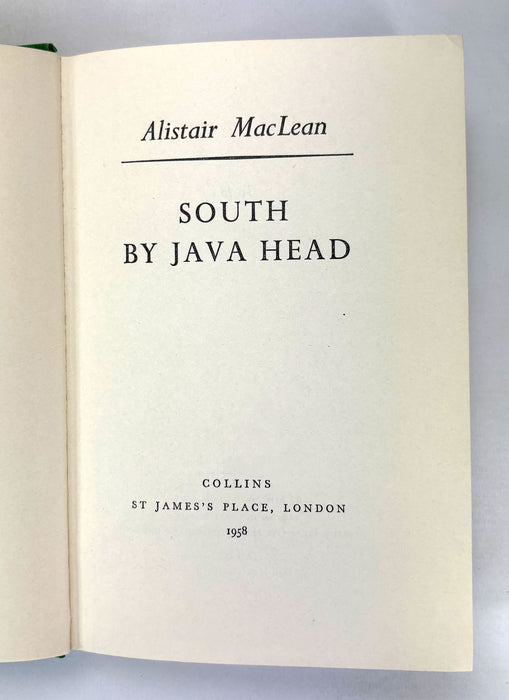 Alistair MacLean
SOUTH
BY JAVA HEAD
COLLINS
ST JAMES'S PLACE, LONDON
1958